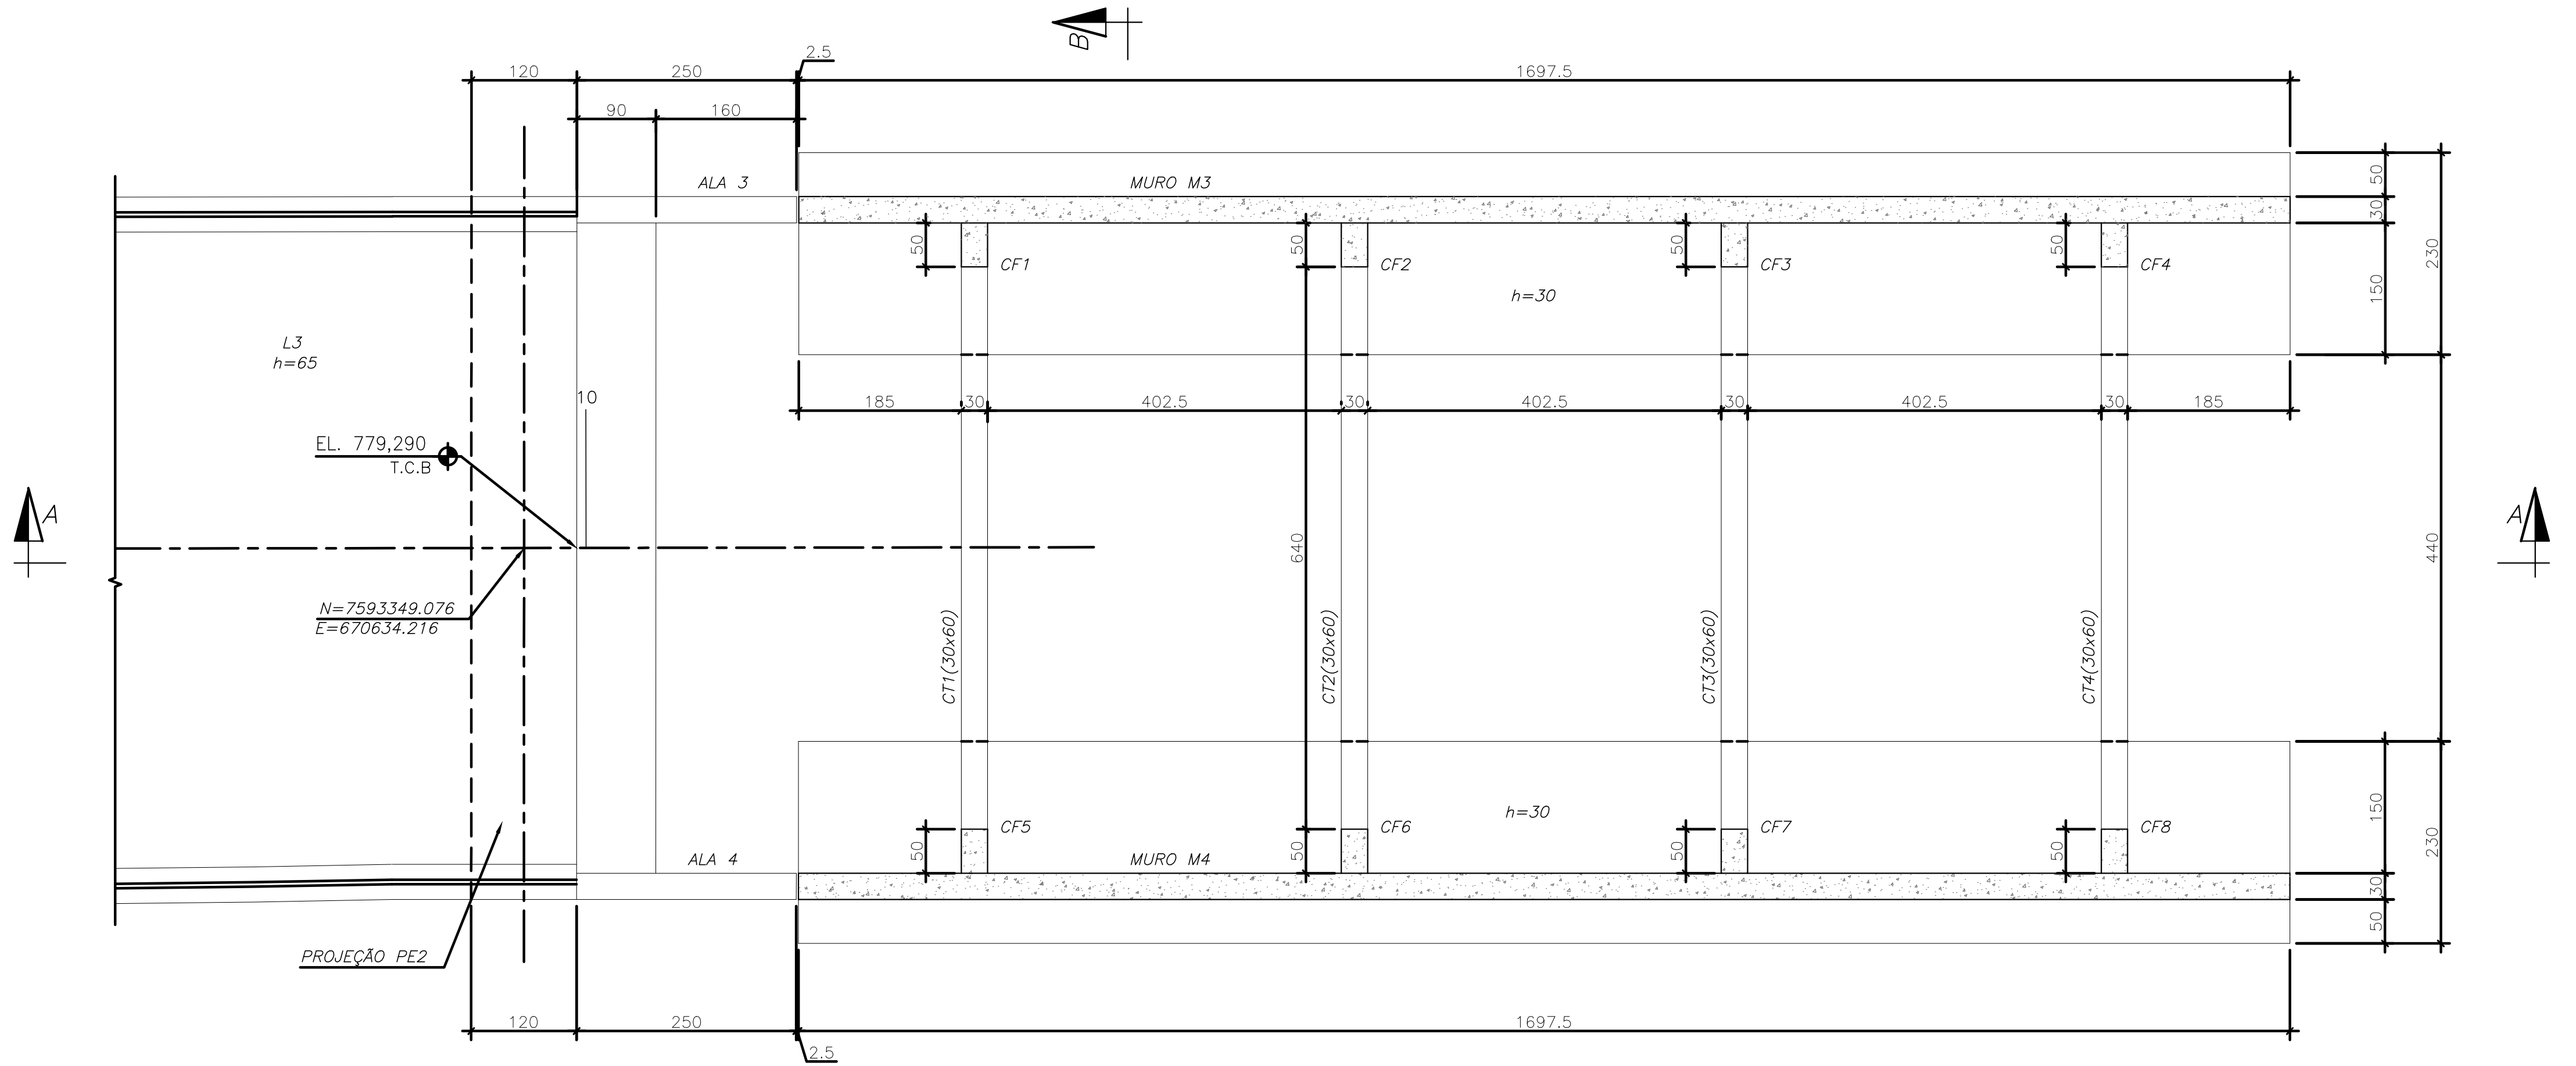 B
2.5
120
250
1697.5
90
160
ALA 3
MURO M3
50
30
230
150
50
50
50
50
CF1
CF2
CF3
CF4
h=30
L3
h=65
10
185
30
402.5
30
402.5
30
402.5
30
185
EL. 779,290
T.C.B
A
A
640
440
N=7593349.076
E=670634.216
CT1(30x60)
CT2(30x60)
CT3(30x60)
CT4(30x60)
h=30
CF5
CF6
CF7
CF8
50
50
50
50
150
230
30
50
ALA 4
MURO M4
PROJEÇÃO PE2
120
250
1697.5
2.5